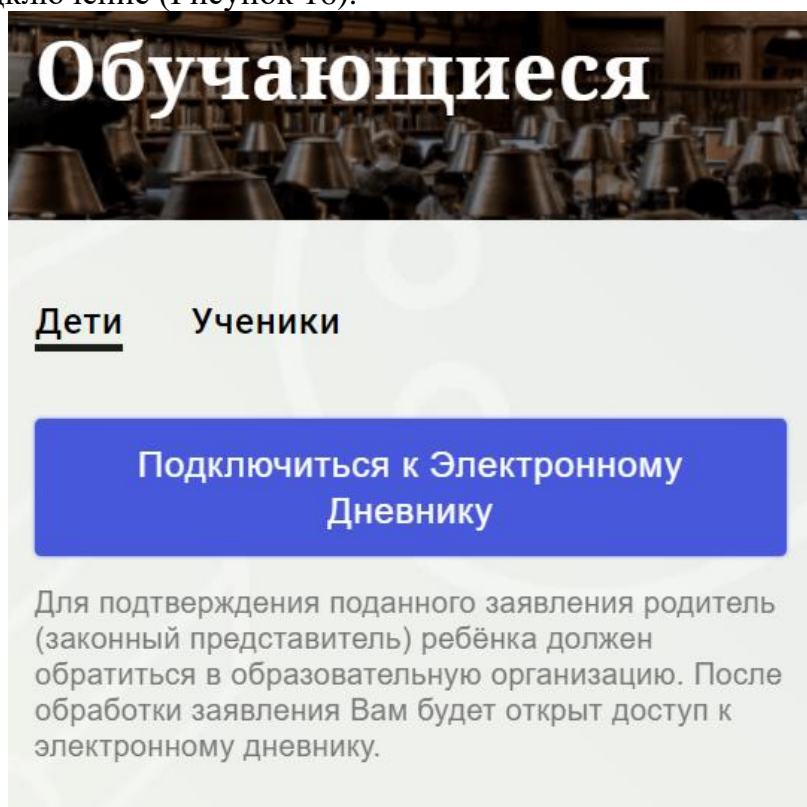 (Рисунок
Обучающиеся
Дети Ученики
Подключиться к Электронному
Дневнику
Для подтверждения поданного заявления родитель
(законный представитель) ребёнка должен
обратиться в образовательную организацию. После
обработки заявления Вам будет открыт доступ к
электронному дневнику.